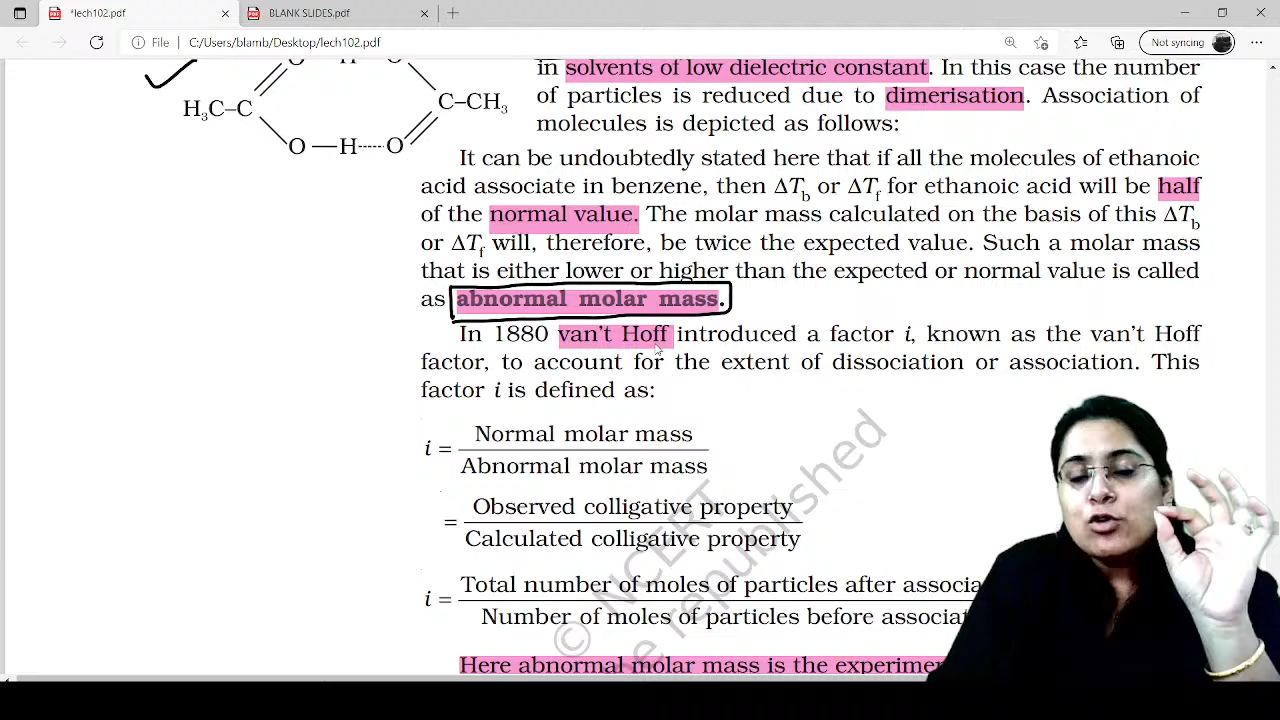 *lech102.pdf
BLANK SLIDES.pdf
File C:/Users/blamb/Desktop/lech102.pdf
Not syncing
in solvents of low dielectric constant. In this case the number
of particles is reduced due to dimerisation. Association of
molecules is depicted as follows:
H₃C–C
C–CH₃
O—H----O
It can be undoubtedly stated here that if all the molecules of ethanoic
acid associate in benzene, then ΔTb or ΔTf for ethanoic acid will be half
of the normal value. The molar mass calculated on the basis of this ΔTb
or ΔTf will, therefore, be twice the expected value. Such a molar mass
that is either lower or higher than the expected or normal value is called
as abnormal molar mass.
In 1880 van't Hoff introduced a factor i, known as the van't Hoff
factor, to account for the extent of dissociation or association. This
factor i is defined as:
i = Normal molar mass
Abnormal molar mass
= Observed colligative property
Calculated colligative property
i = Total number of moles of particles after associa
Number of moles of particles before associat
Here abnormal molar mass is the experimen
© NCERT
be republished